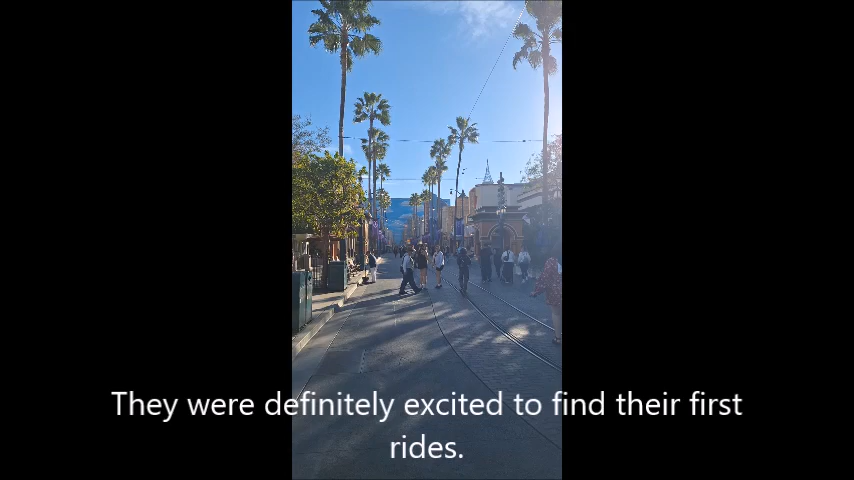 They were definitely excited to find their first
rides.